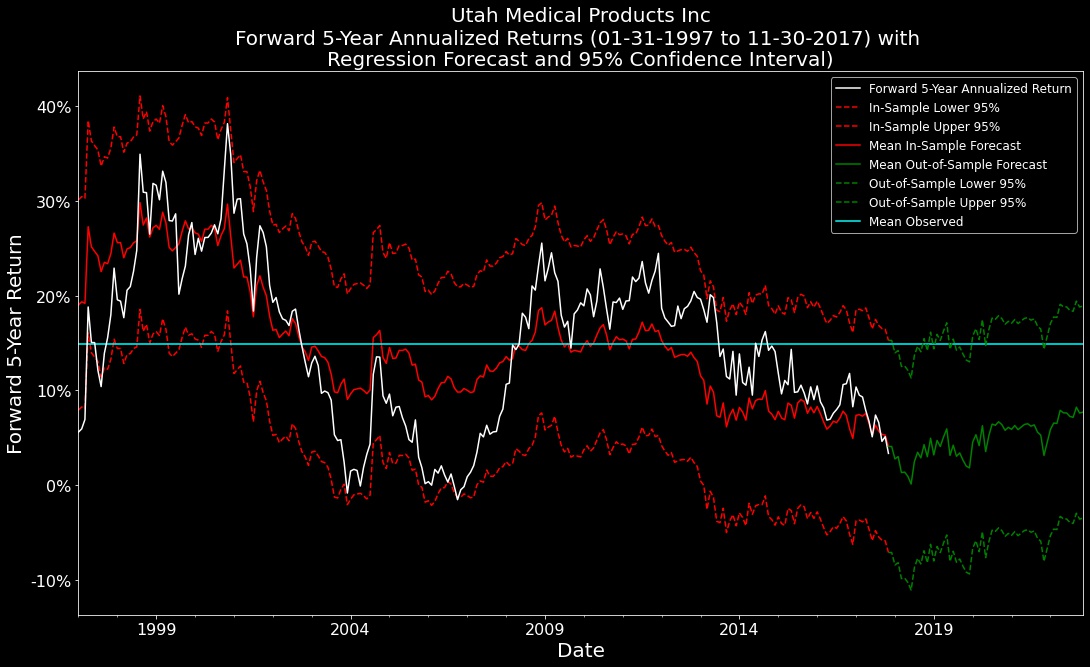 Utah Medical Products Inc
Forward 5-Year Annualized Returns (01-31-1997 to 11-30-2017) with
Regression Forecast and 95% Confidence Interval)
Forward 5-Year Annualized Return
In-Sample Lower 95%
In-Sample Upper 95%
Mean In-Sample Forecast
Mean Out-of-Sample Forecast
Out-of-Sample Lower 95%
Out-of-Sample Upper 95%
Mean Observed
Forward 5-Year Return
40%
30%
20%
10%
0%
-10%
1999
2004
2009
2014
2019
Date